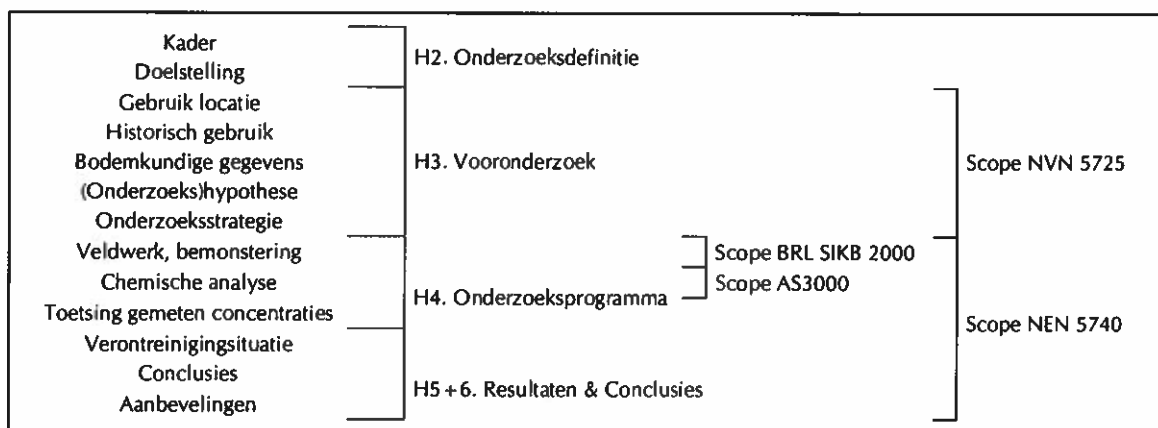 Kader
Doelstelling
H2. Onderzoeksdefinitie
Gebruik locatie
Historisch gebruik
Bodemkundige gegevens
(Onderzoeks)hypothese
Onderzoeksstrategie
H3. Vooronderzoek
Scope NVN 5725
Veldwerk, bemonstering
Chemische analyse
Toetsing gemeten concentraties
H4. Onderzoeksprogramma
Scope BRL SIKB 2000
Scope AS3000
Scope NEN 5740
Verontreinigingsituatie
Conclusies
Aanbevelingen
H5+6. Resultaten & Conclusies